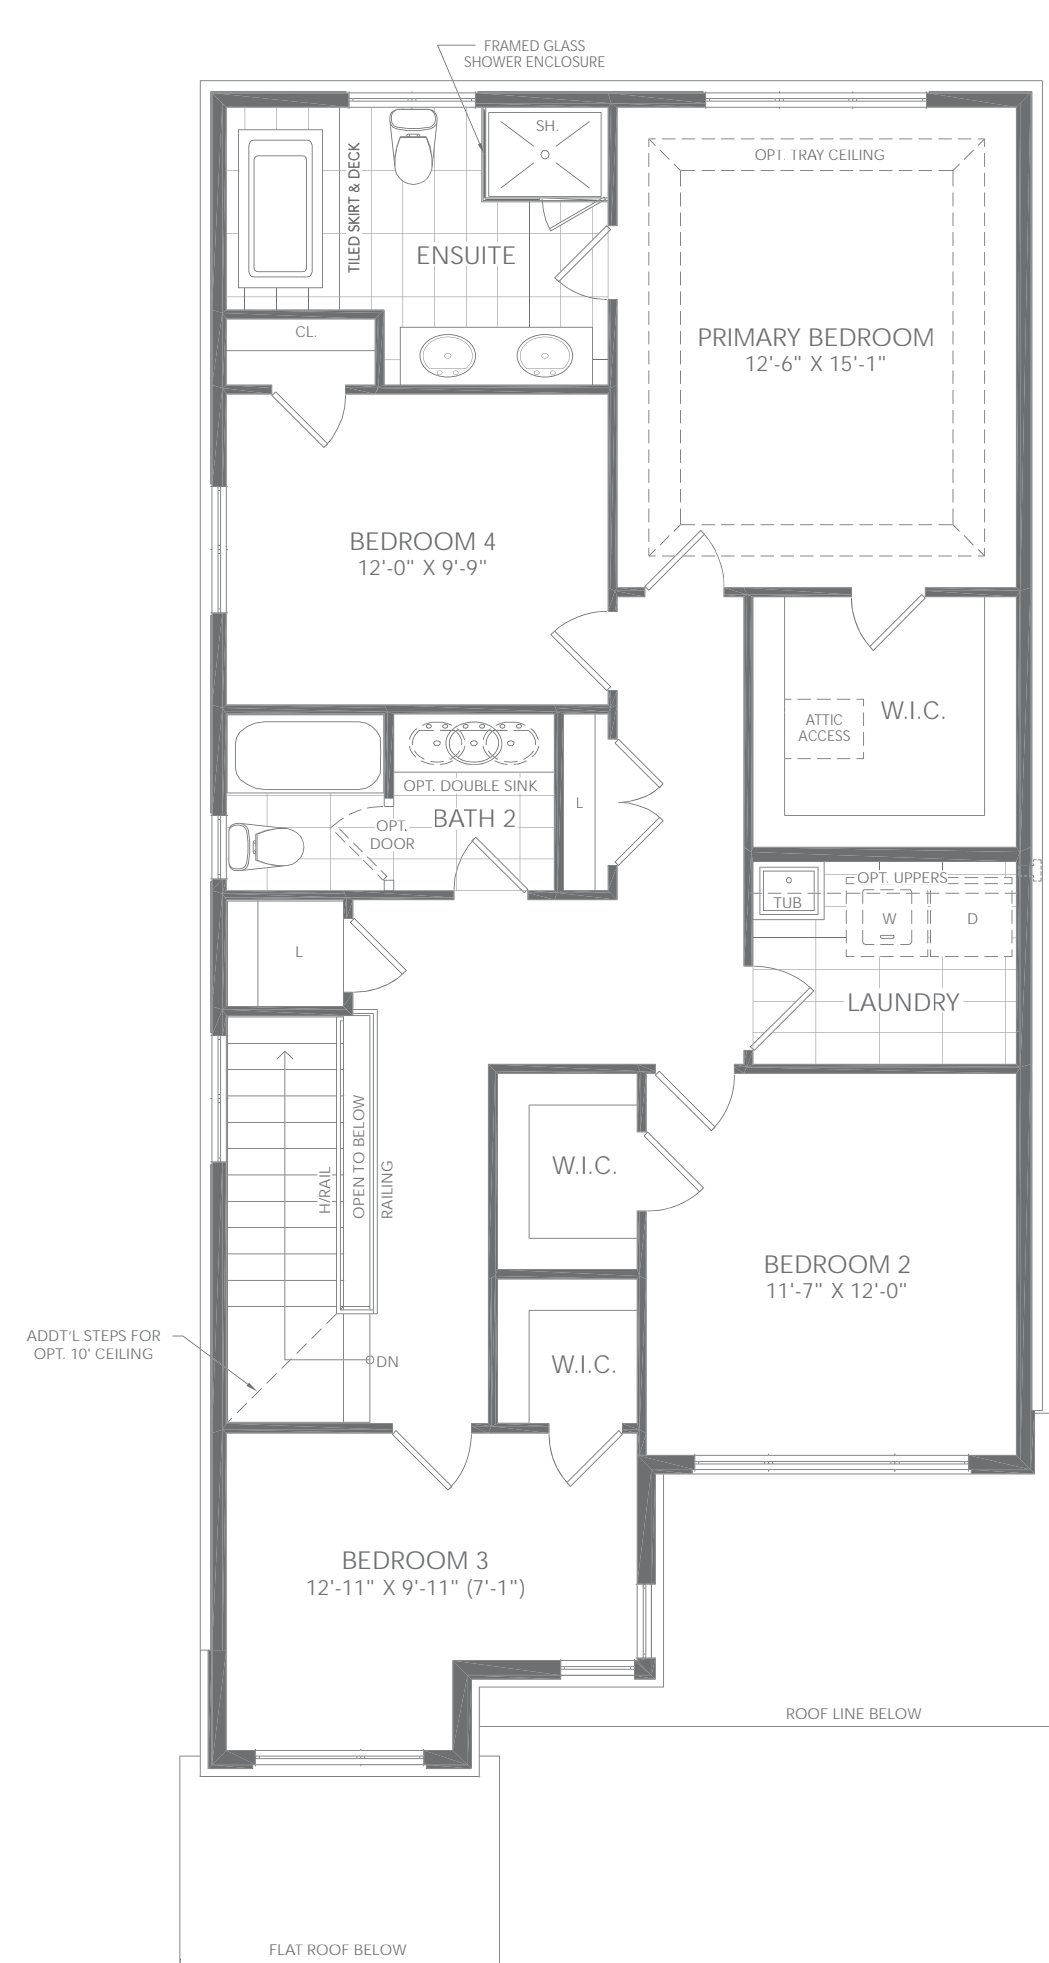 FRAMED GLASS
SHOWER ENCLOSURE
SH.
OPT. TRAY CEILING
TILED SKIRT & DECK
ENSUITE
CL.
PRIMARY BEDROOM
12'-6" X 15'-1"
BEDROOM 4
12'-0" X 9'-9"
W.I.C.
ATTIC
ACCESS
OPT. DOUBLE SINK
BATH 2
OPT.
DOOR
L
OPT. UPPERS
TUB
W
D
L
LAUNDRY
H/RAIL
OPEN TO BELOW
RAILING
W.I.C.
BEDROOM 2
11'-7" X 12'-0"
ADDT'L STEPS FOR
OPT. 10' CEILING
DN
W.I.C.
BEDROOM 3
12'-11" X 9'-11" (7'-1")
ROOF LINE BELOW
FLAT ROOF BELOW